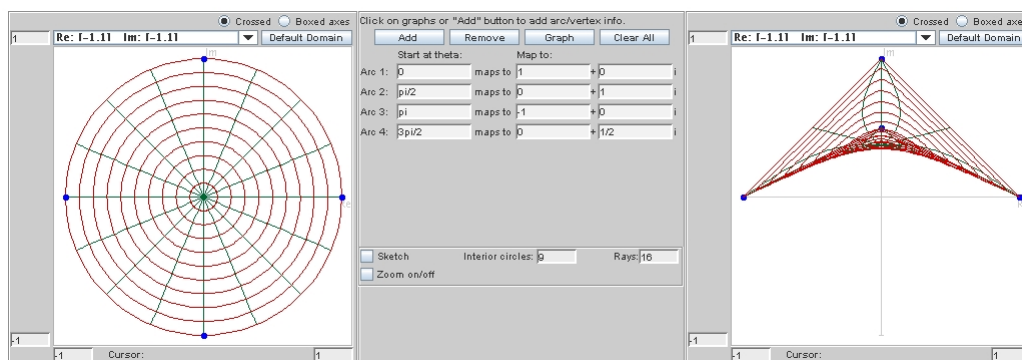 Crossed Boxed axes
1 Re: [-1,1] Im: [-1,1] Default Domain
Im
Re
-1
-1 Cursor: 1
Click on graphs or "Add" button to add arc/vertex info.
Add Remove Graph Clear All
Start at theta: Map to:
Arc 1: 0 maps to 1 + 0 i
Arc 2: pi/2 maps to 0 + 1 i
Arc 3: pi maps to -1 + 0 i
Arc 4: 3pi/2 maps to 0 + 1/2 i
Sketch Interior circles: 9 Rays: 16
Zoom on/off
Crossed Boxed axes
1 Re: [-1,1] Im: [-1,1] Default Domain
Im
-1
-1 Cursor: 1